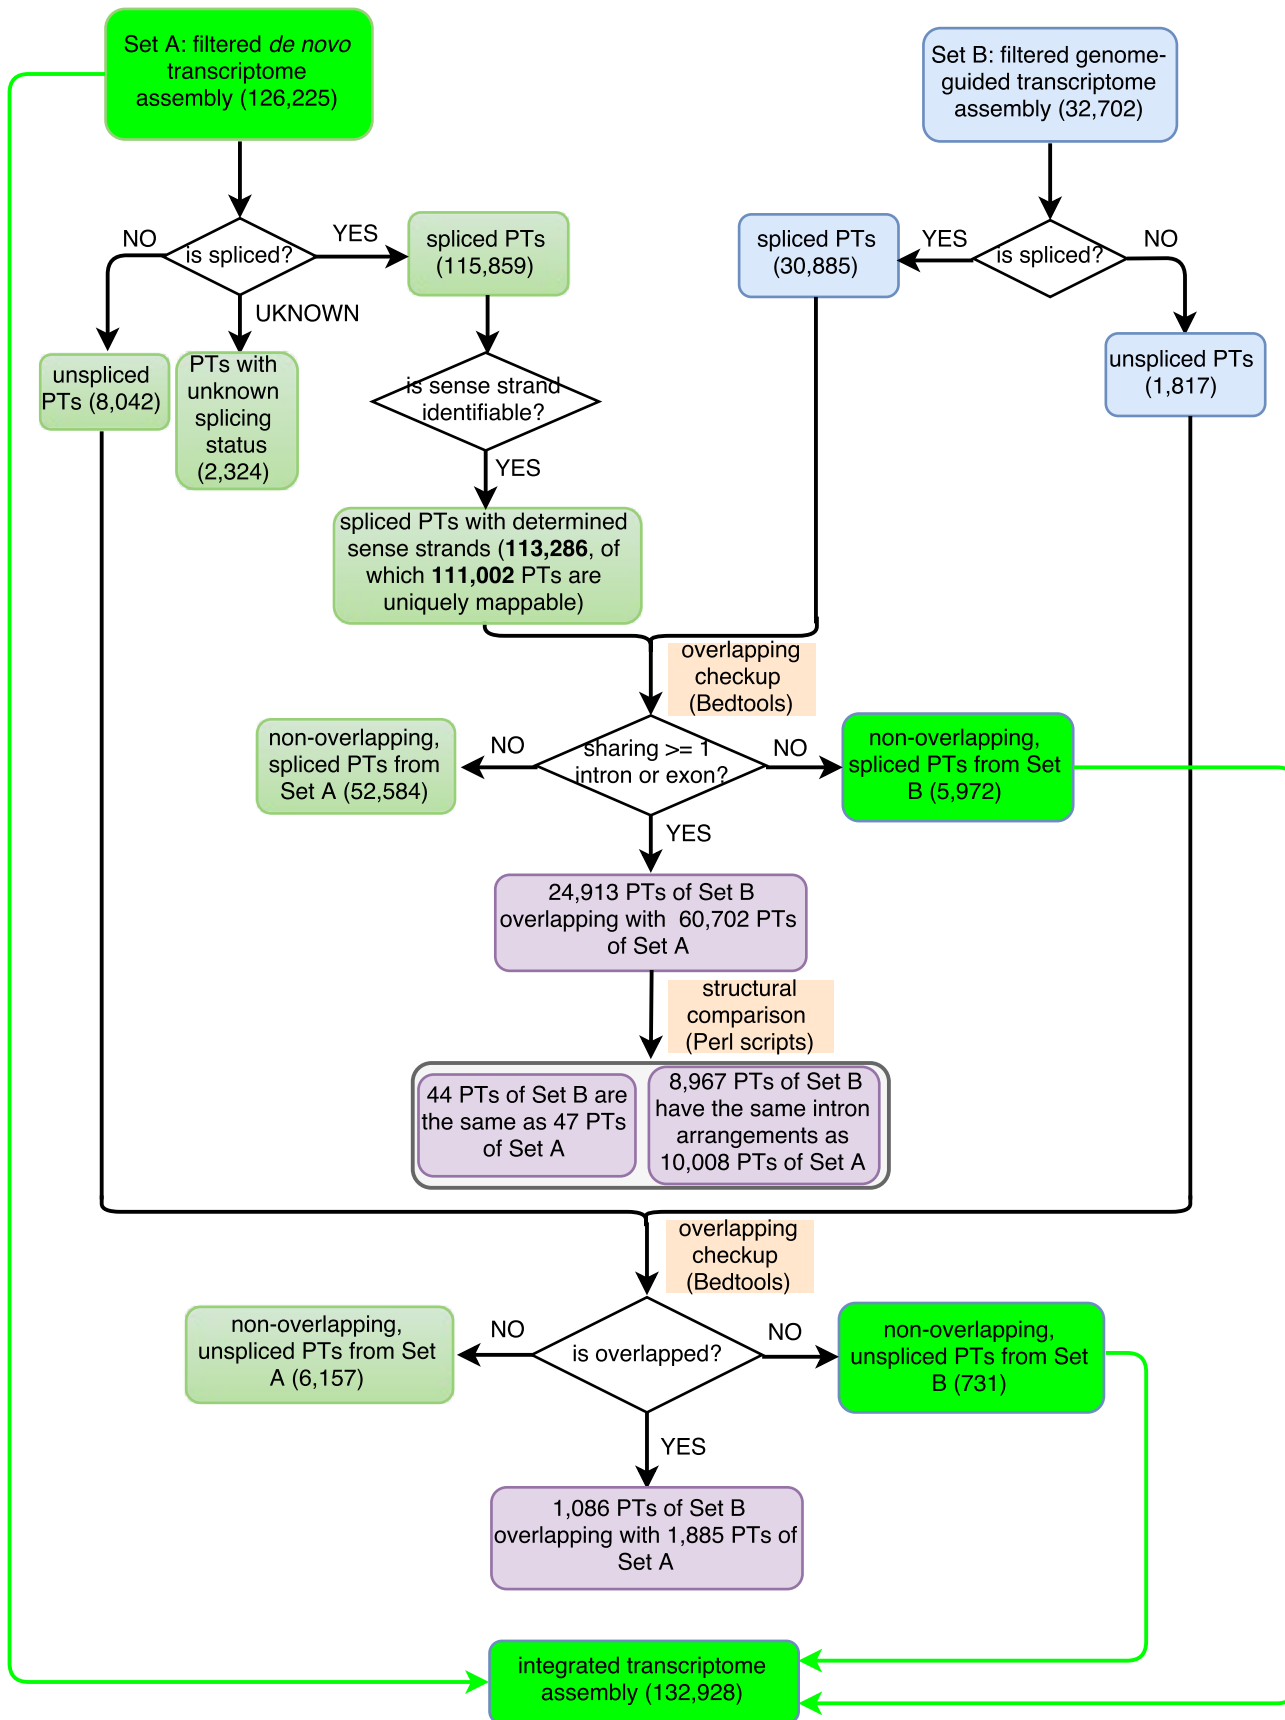 Set A: filtered de novo
transcriptome
assembly (126,225)
Set B: filtered genome-
guided transcriptome
assembly (32,702)
is spliced?
NO
YES
UKNOWN
spliced PTs
(115,859)
spliced PTs
(30,885)
YES
is spliced?
NO
unspliced
PTs (8,042)
PTs with
unknown
splicing
status
(2,324)
is sense strand
identifiable?
unspliced PTs
(1,817)
YES
spliced PTs with determined
sense strands (113,286, of
which 111,002 PTs are
uniquely mappable)
overlapping
checkup
(Bedtools)
non-overlapping,
spliced PTs from
Set A (52,584)
NO
sharing >= 1
intron or exon?
NO
non-overlapping,
spliced PTs from Set
B (5,972)
YES
24,913 PTs of Set B
overlapping with 60,702 PTs
of Set A
structural
comparison
(Perl scripts)
44 PTs of Set B are
the same as 47 PTs
of Set A
8,967 PTs of Set B
have the same intron
arrangements as
10,008 PTs of Set A
overlapping
checkup
(Bedtools)
non-overlapping,
unspliced PTs from Set
A (6,157)
NO
is overlapped?
NO
non-overlapping,
unspliced PTs from Set
B (731)
YES
1,086 PTs of Set B
overlapping with 1,885 PTs of
Set A
integrated transcriptome
assembly (132,928)